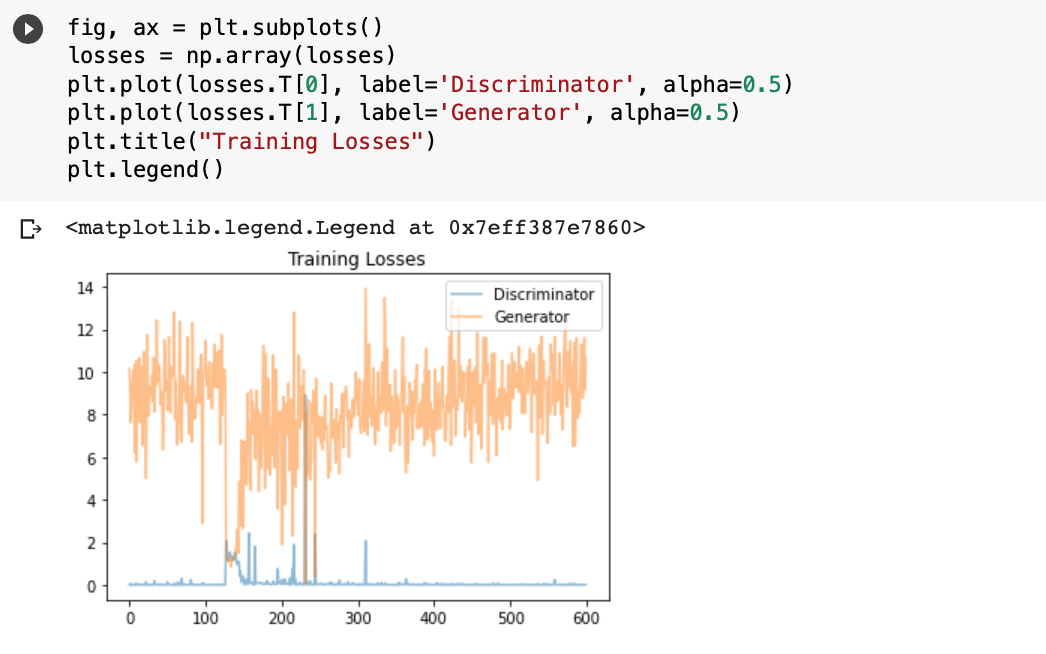 fig, ax = plt.subplots()
losses = np.array(losses)
plt.plot(losses.T[0], label='Discriminator', alpha=0.5)
plt.plot(losses.T[1], label='Generator', alpha=0.5)
plt.title("Training Losses")
plt.legend()
<matplotlib.legend.Legend at 0x7eff387e7860>
Training Losses
Discriminator
Generator
14
12
10
8
6
4
2
0
0 100 200 300 400 500 600